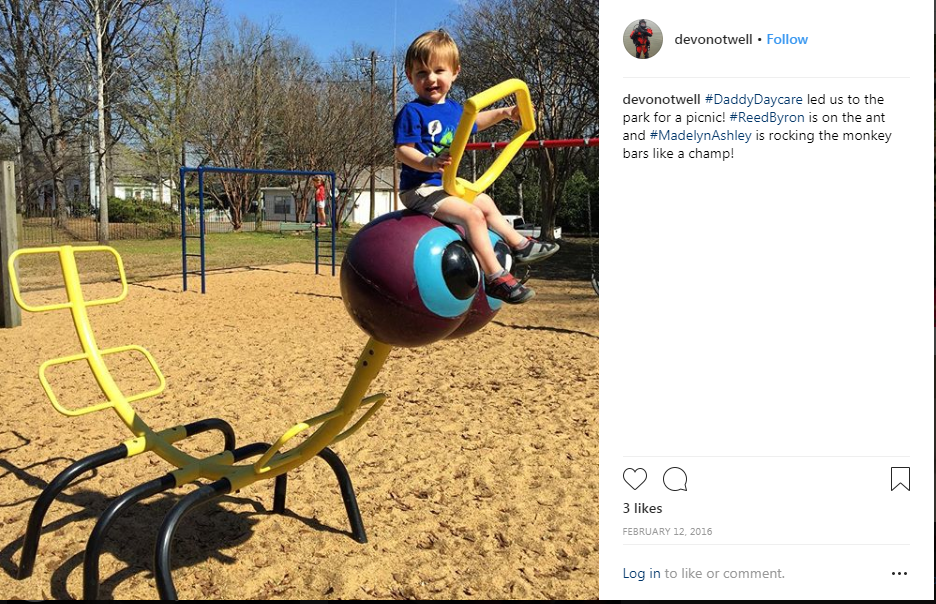 devonotwell • Follow
devonotwell #DaddyDaycare led us to the
park for a picnic! #ReedByron is on the ant
and #MadelynAshley is rocking the monkey
bars like a champ!
3 likes
FEBRUARY 12, 2016
Log in to like or comment.